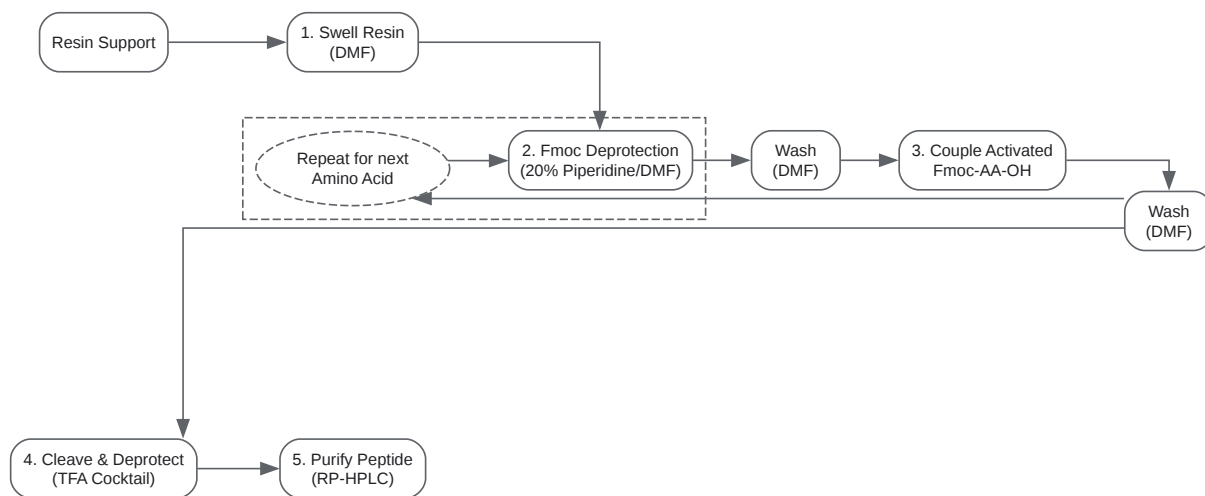 Resin Support
1. Swell Resin
(DMF)
Repeat for next
Amino Acid
2. Fmoc Deprotection
(20% Piperidine/DMF)
Wash
(DMF)
3. Couple Activated
Fmoc-AA-OH
Wash
(DMF)
4. Cleave & Deprotect
(TFA Cocktail)
5. Purify Peptide
(RP-HPLC)